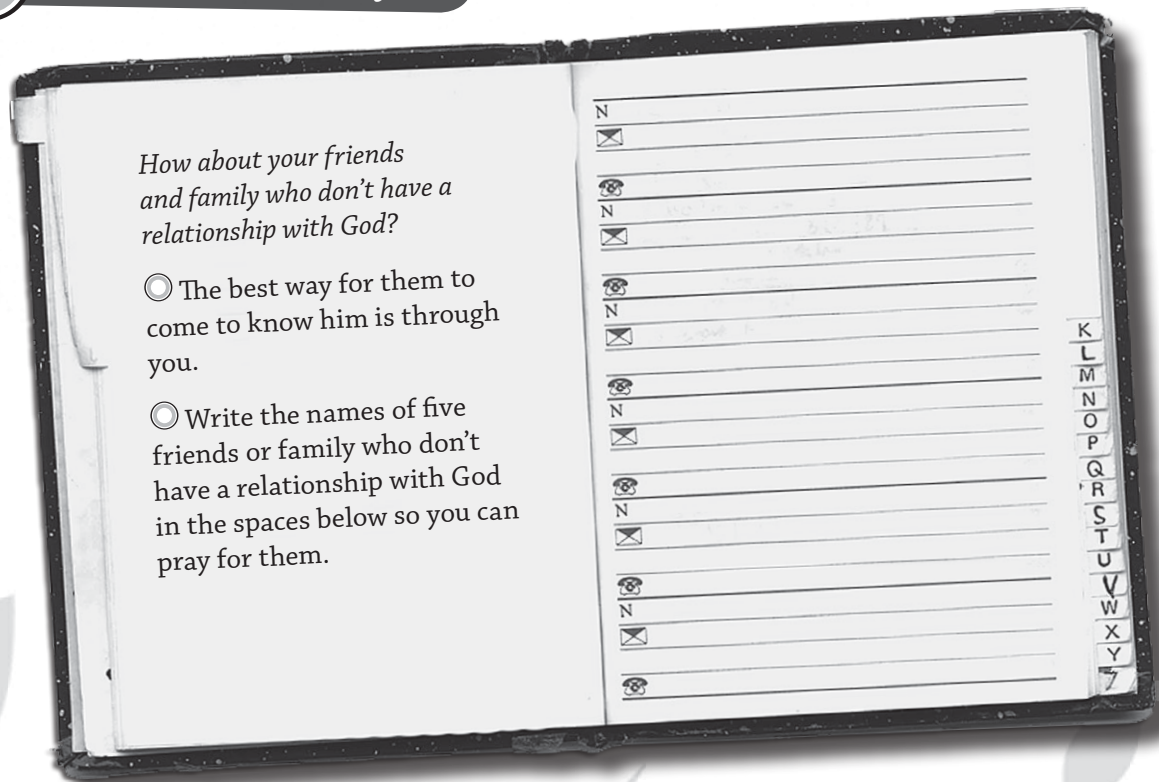 How about your friends
and family who don't have a
relationship with God?
The best way for them to
come to know him is through
you.
Write the names of five
friends or family who don't
have a relationship with God
in the spaces below so you can
pray for them.
N
N
N
N
N
N
K
L
M
N
O
P
Q
R
S
T
U
V
W
X
Y
Z